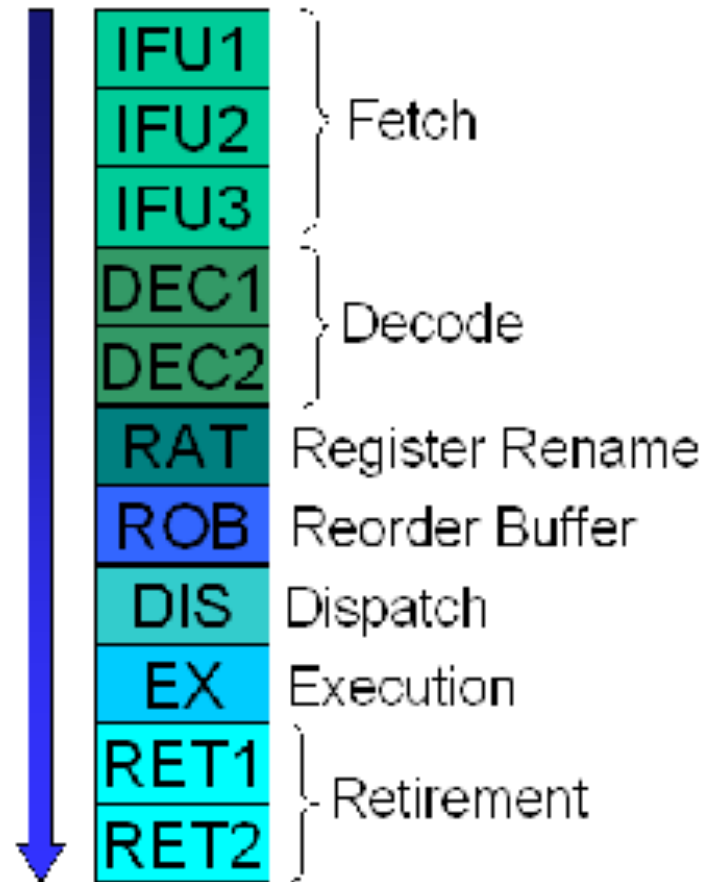 IFU1
IFU2
Fetch
IFU3
DEC1
Decode
DEC2
RAT Register Rename
ROB Reorder Buffer
DIS Dispatch
EX Execution
RET1
Retirement
RET2